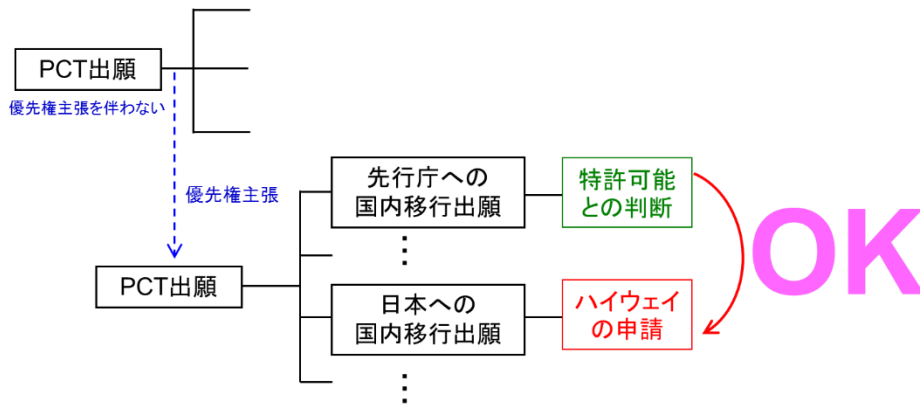 PCT出願
優先権主張を伴わない
優先権主張
先行庁への
国内移行出願
特許可能
との判断
OK
PCT出願
日本への
国内移行出願
ハイウェイ
の申請